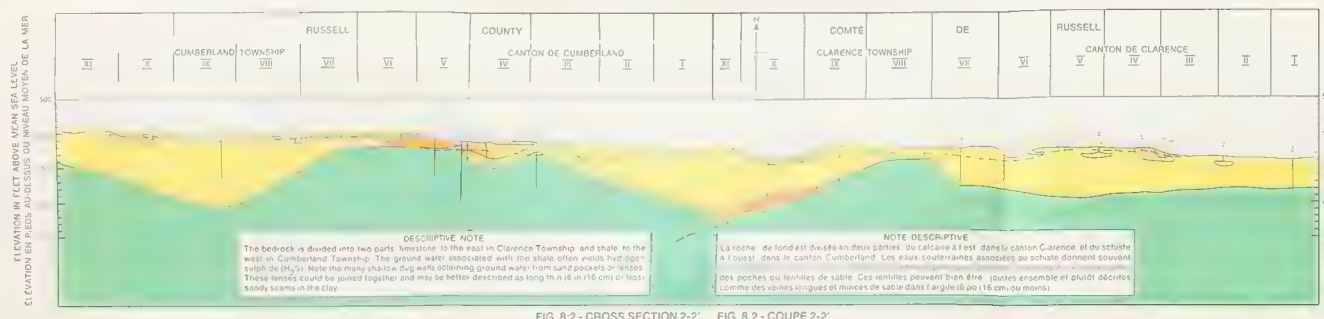 RUSSELL COUNTY COMTÉ DE RUSSELL
CUMBERLAND TOWNSHIP CANTON DE CUMBERLAND CLARENCE TOWNSHIP CANTON DE CLARENCE
XI X IX VIII VII VI V IV III II I XI X IX VIII VII VI V IV III II I
N
500
ELEVATION IN FEET ABOVE MEAN SEA LEVEL
ÉLÉVATION EN PIEDS AU-DESSUS DU NIVEAU MOYEN DE LA MER
DESCRIPTIVE NOTE
The bedrock is divided into two parts limestone to the east in Clarence Township and shale to the
west in Cumberland Township. The ground water associated with the shale often yields hydrogen
sulphide (H₂S). Note the many shallow dug wells obtaining ground water from sand pockets or lenses.
These lenses could be joined together and may be better described as long thin (6 in (16 cm) or less)
sandy seams in the clay
NOTE DESCRIPTIVE
La roche de fond est divisée en deux parties du calcaire à l'est dans le canton Clarence et du schiste
à l'ouest dans le canton Cumberland. Les eaux souterraines associées au schiste donnent souvent
des poches ou lentilles de sable. Ces lentilles peuvent bien être jointes ensemble et plutôt décrites
comme des veines longues et minces de sable dans l'argile (6 po (16 cm) ou moins)
FIG. 8:2 - CROSS SECTION 2-2' FIG. 8.2 - COUPE 2-2'